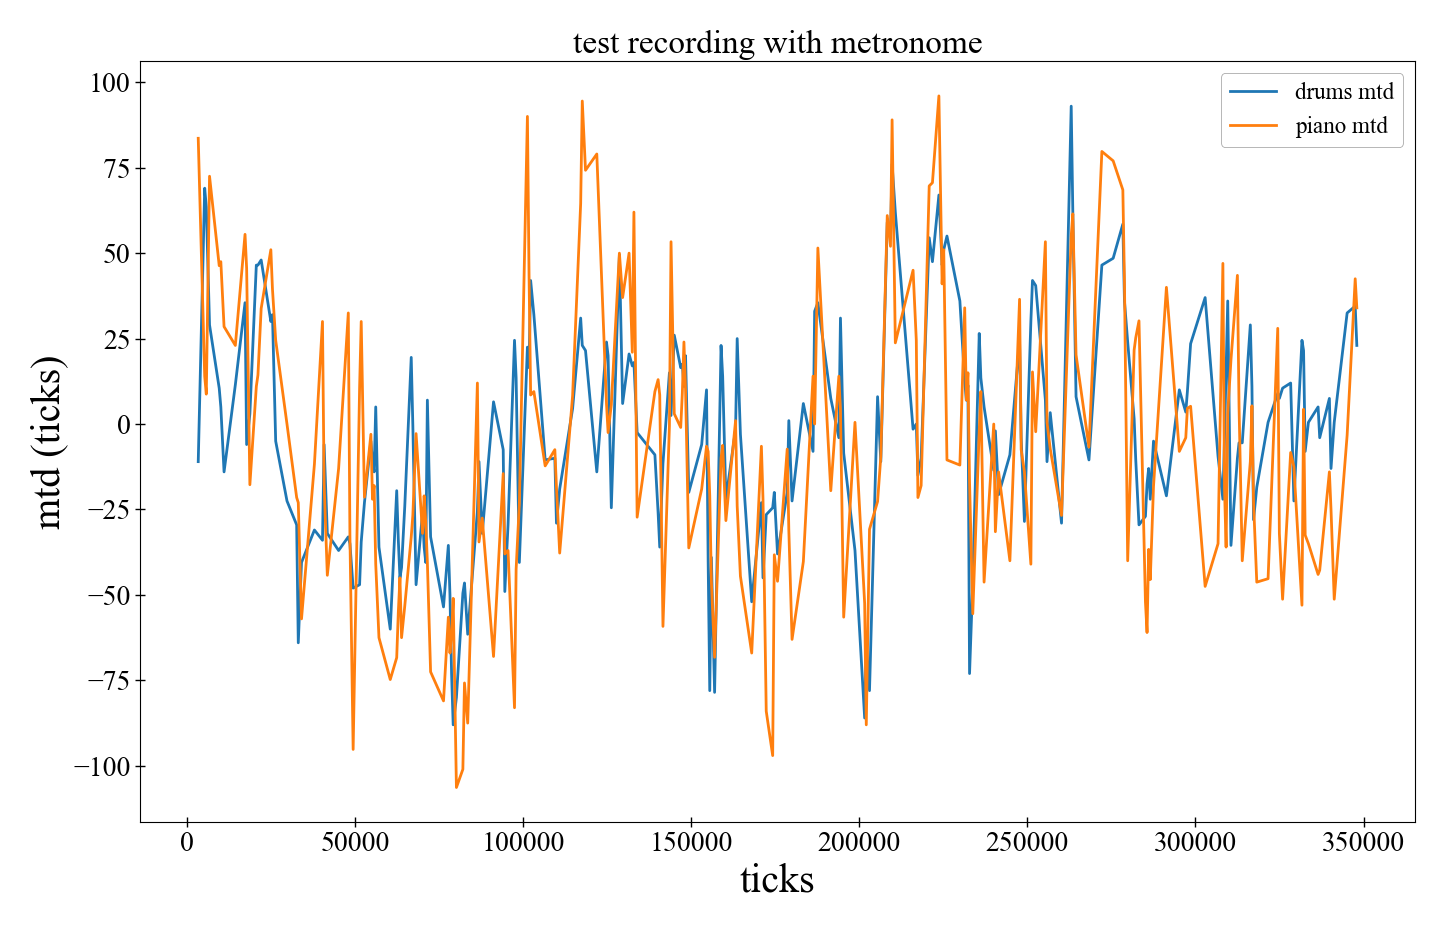 test recording with metronome
drums mtd
piano mtd
mtd (ticks)
100
75
50
25
0
−25
−50
−75
−100
0 50000 100000 150000 200000 250000 300000 350000
ticks